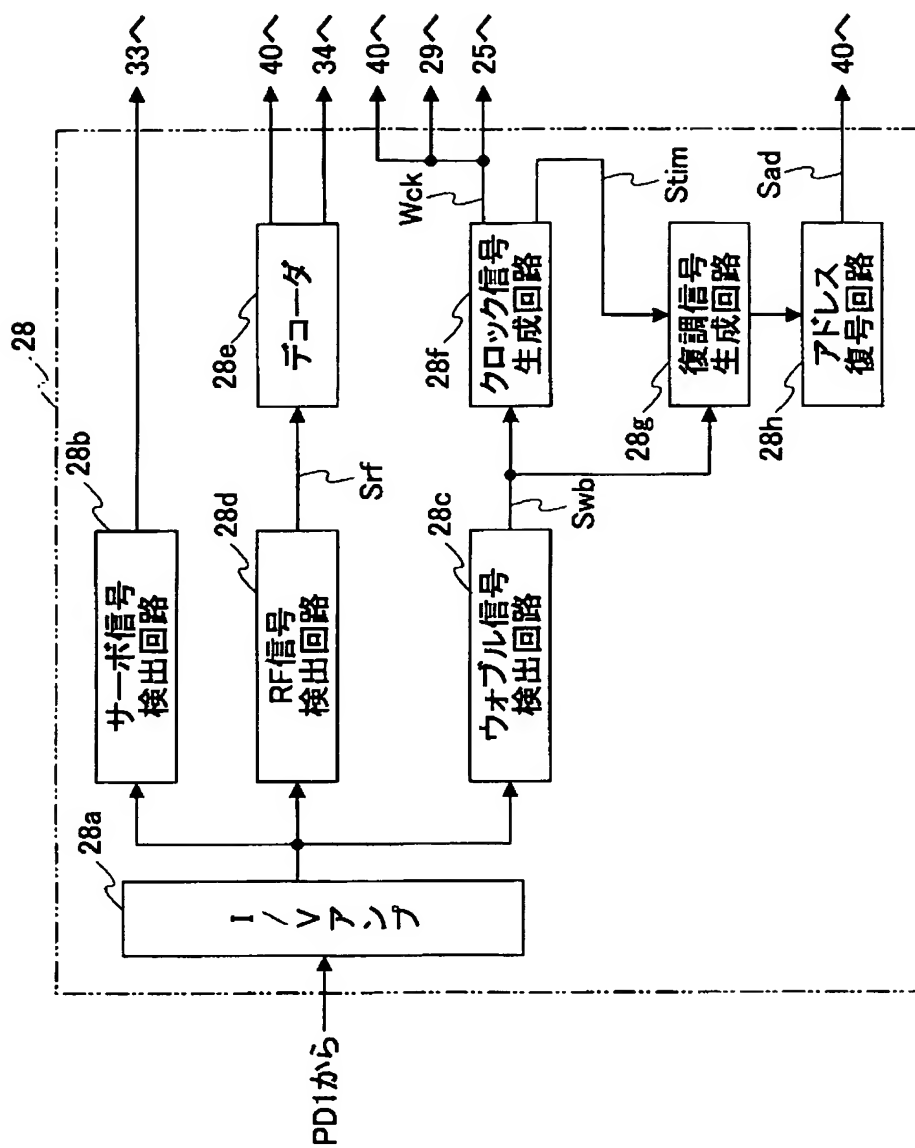 28
PD1から
28a
I/Vアンプ
28b
サーボ信号
検出回路
33へ
28d
RF信号
検出回路
Srf
28e
デコーダ
40へ
34へ
28c
ウォブル信号
検出回路
Swb
28f
クロック信号
生成回路
Wck
40へ
29へ
25へ
Stim
28g
復調信号
生成回路
28h
アドレス
復号回路
Sad
40へ